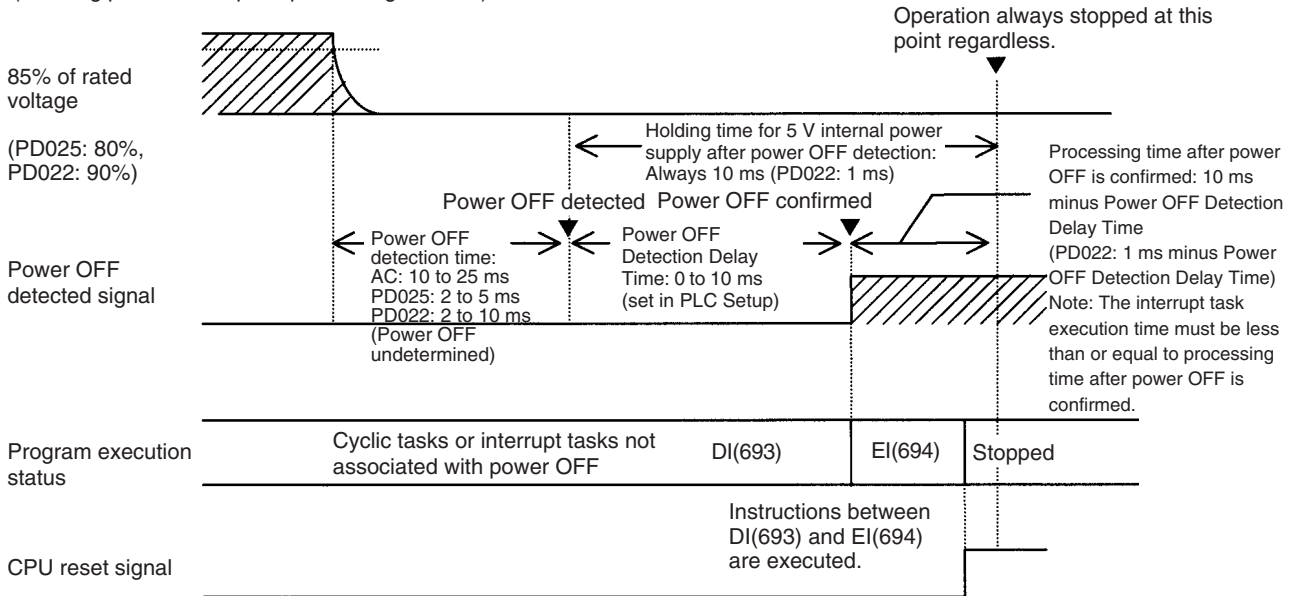 Operation always stopped at this
point regardless.
85% of rated
voltage
(PD025: 80%,
PD022: 90%)
Holding time for 5 V internal power
supply after power OFF detection:
Always 10 ms (PD022: 1 ms)
Processing time after power
OFF is confirmed: 10 ms
minus Power OFF Detection
Delay Time
(PD022: 1 ms minus Power
OFF Detection Delay Time)
Note: The interrupt task
execution time must be less
than or equal to processing
time after power OFF is
confirmed.
Power OFF detected
Power OFF confirmed
Power OFF
detection time:
AC: 10 to 25 ms
PD025: 2 to 5 ms
PD022: 2 to 10 ms
(Power OFF
undetermined)
Power OFF
Detection Delay
Time: 0 to 10 ms
(set in PLC Setup)
Power OFF
detected signal
Program execution
status
Cyclic tasks or interrupt tasks not
associated with power OFF
DI(693)
EI(694)
Stopped
Instructions between
DI(693) and EI(694)
are executed.
CPU reset signal